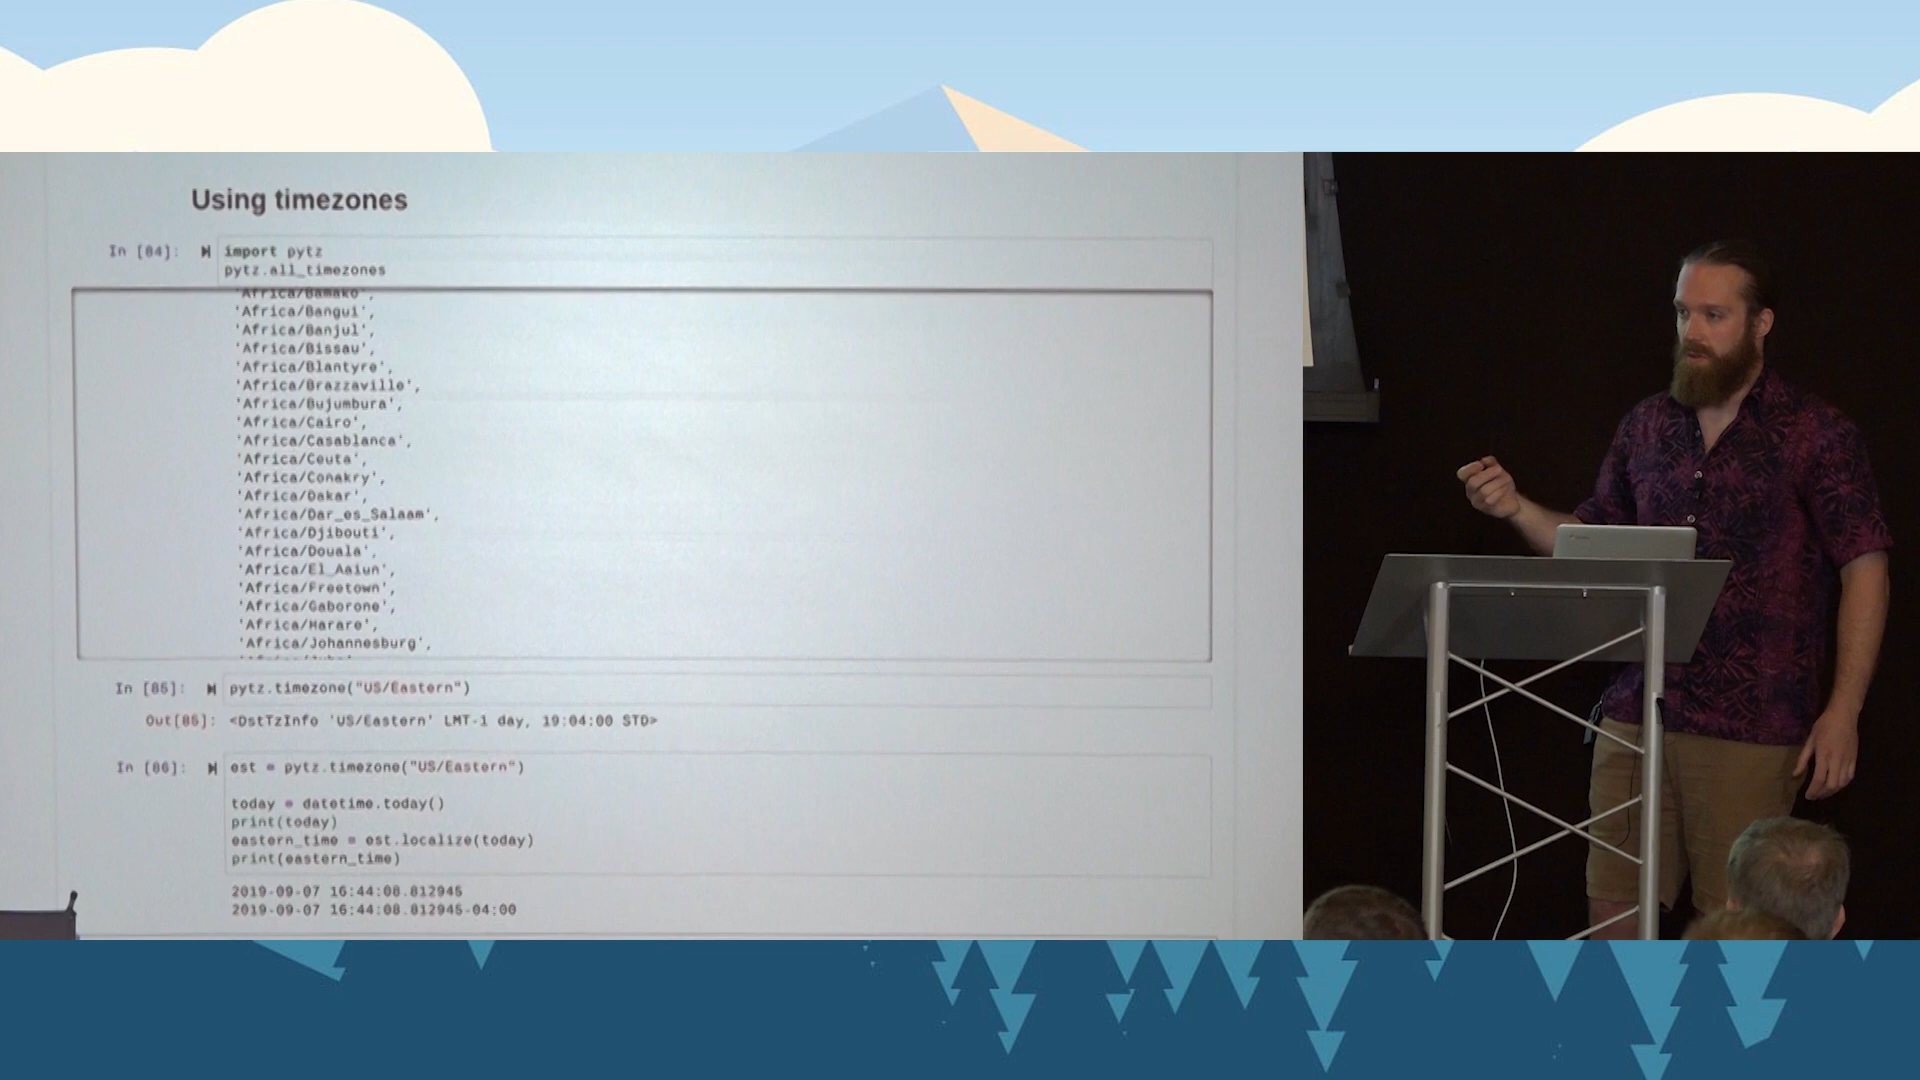 Using timezones
In [84]: import pytz
pytz.all_timezones
'Africa/Bamako',
'Africa/Bangui',
'Africa/Banjul',
'Africa/Bissau',
'Africa/Blantyre',
'Africa/Brazzaville',
'Africa/Bujumbura',
'Africa/Cairo',
'Africa/Casablanca',
'Africa/Ceuta',
'Africa/Conakry',
'Africa/Dakar',
'Africa/Dar_es_Salaam',
'Africa/Djibouti',
'Africa/Douala',
'Africa/El_Aaiun',
'Africa/Freetown',
'Africa/Gaborone',
'Africa/Harare',
'Africa/Johannesburg',
In [85]: pytz.timezone("US/Eastern")
Out[85]: <DstTzInfo 'US/Eastern' LMT-1 day, 19:04:00 STD>
In [86]: est = pytz.timezone("US/Eastern")
today = datetime.today()
print(today)
eastern_time = est.localize(today)
print(eastern_time)
2019-09-07 16:44:08.812945
2019-09-07 16:44:08.812945-04:00